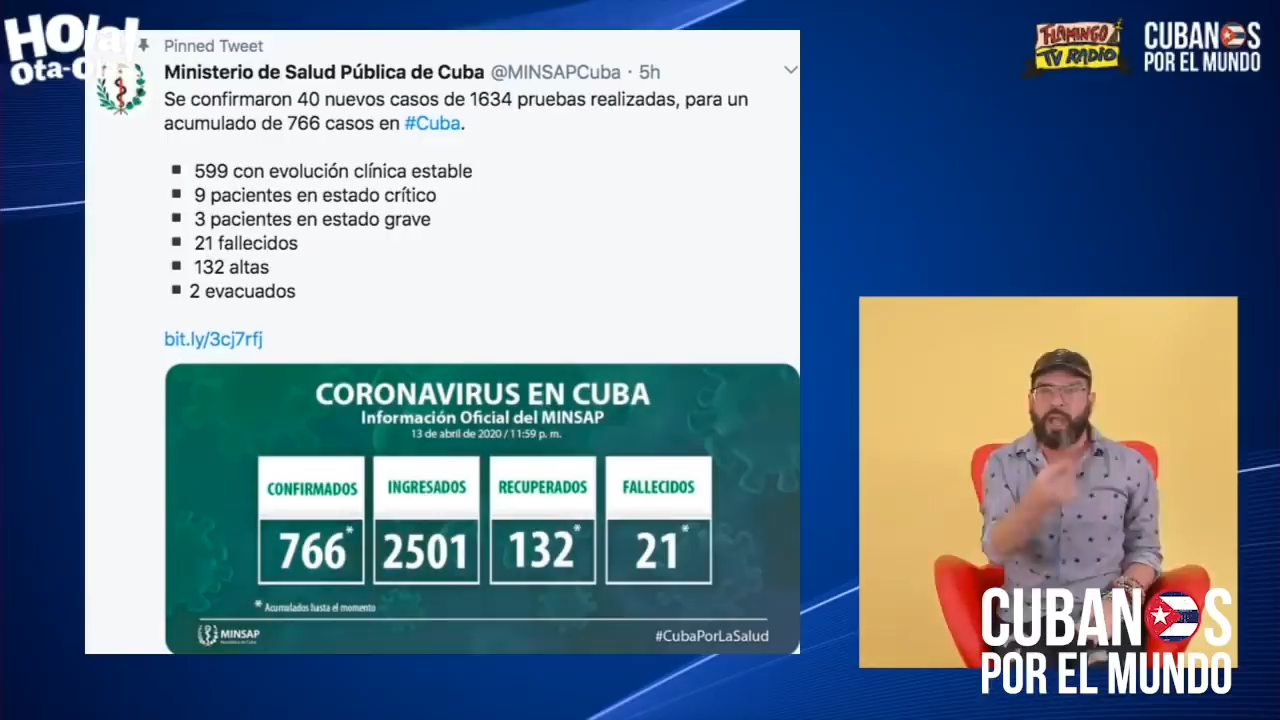 HOla!
Ota-Ola
Pinned Tweet
Ministerio de Salud Pública de Cuba @MINSAPCuba · 5h
Se confirmaron 40 nuevos casos de 1634 pruebas realizadas, para un
acumulado de 766 casos en #Cuba.
▪ 599 con evolución clínica estable
▪ 9 pacientes en estado crítico
▪ 3 pacientes en estado grave
▪ 21 fallecidos
▪ 132 altas
▪ 2 evacuados
bit.ly/3cj7rfj
CORONAVIRUS EN CUBA
Información Oficial del MINSAP
13 de abril de 2020 / 11:59 p. m.
CONFIRMADOS INGRESADOS RECUPERADOS FALLECIDOS
766* 2501 132* 21*
* Acumulados hasta el momento
MINSAP
#CubaPorLaSalud
FLAMINGO
TV RADIO
CUBANOS
POR EL MUNDO
CUBANOS
POR EL MUNDO